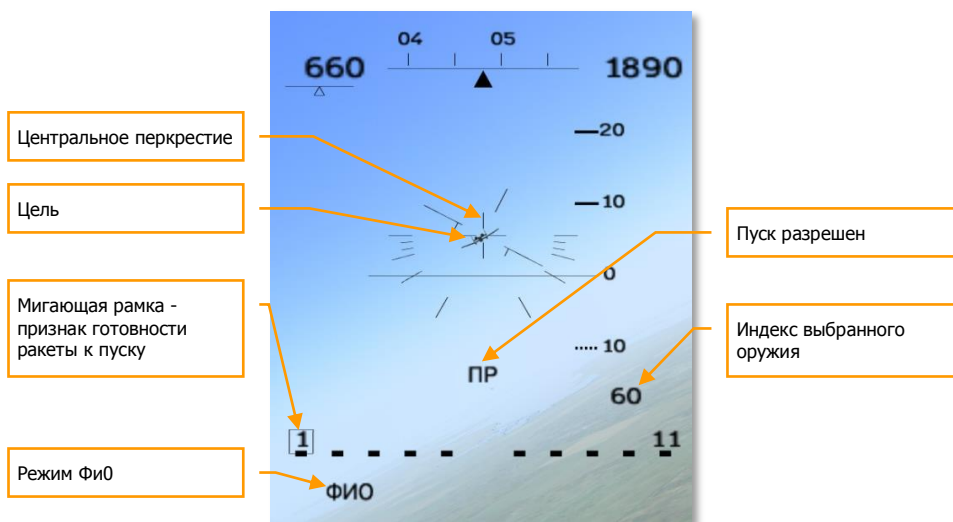 04 05
660 1890
20
Центральное перкрестие
Цель
10
Пуск разрешен
0
Мигающая рамка -
признак готовности
ракеты к пуску
Индекс выбранного
оружия
10
ПР
60
1 11
Режим Фи0
ФИО